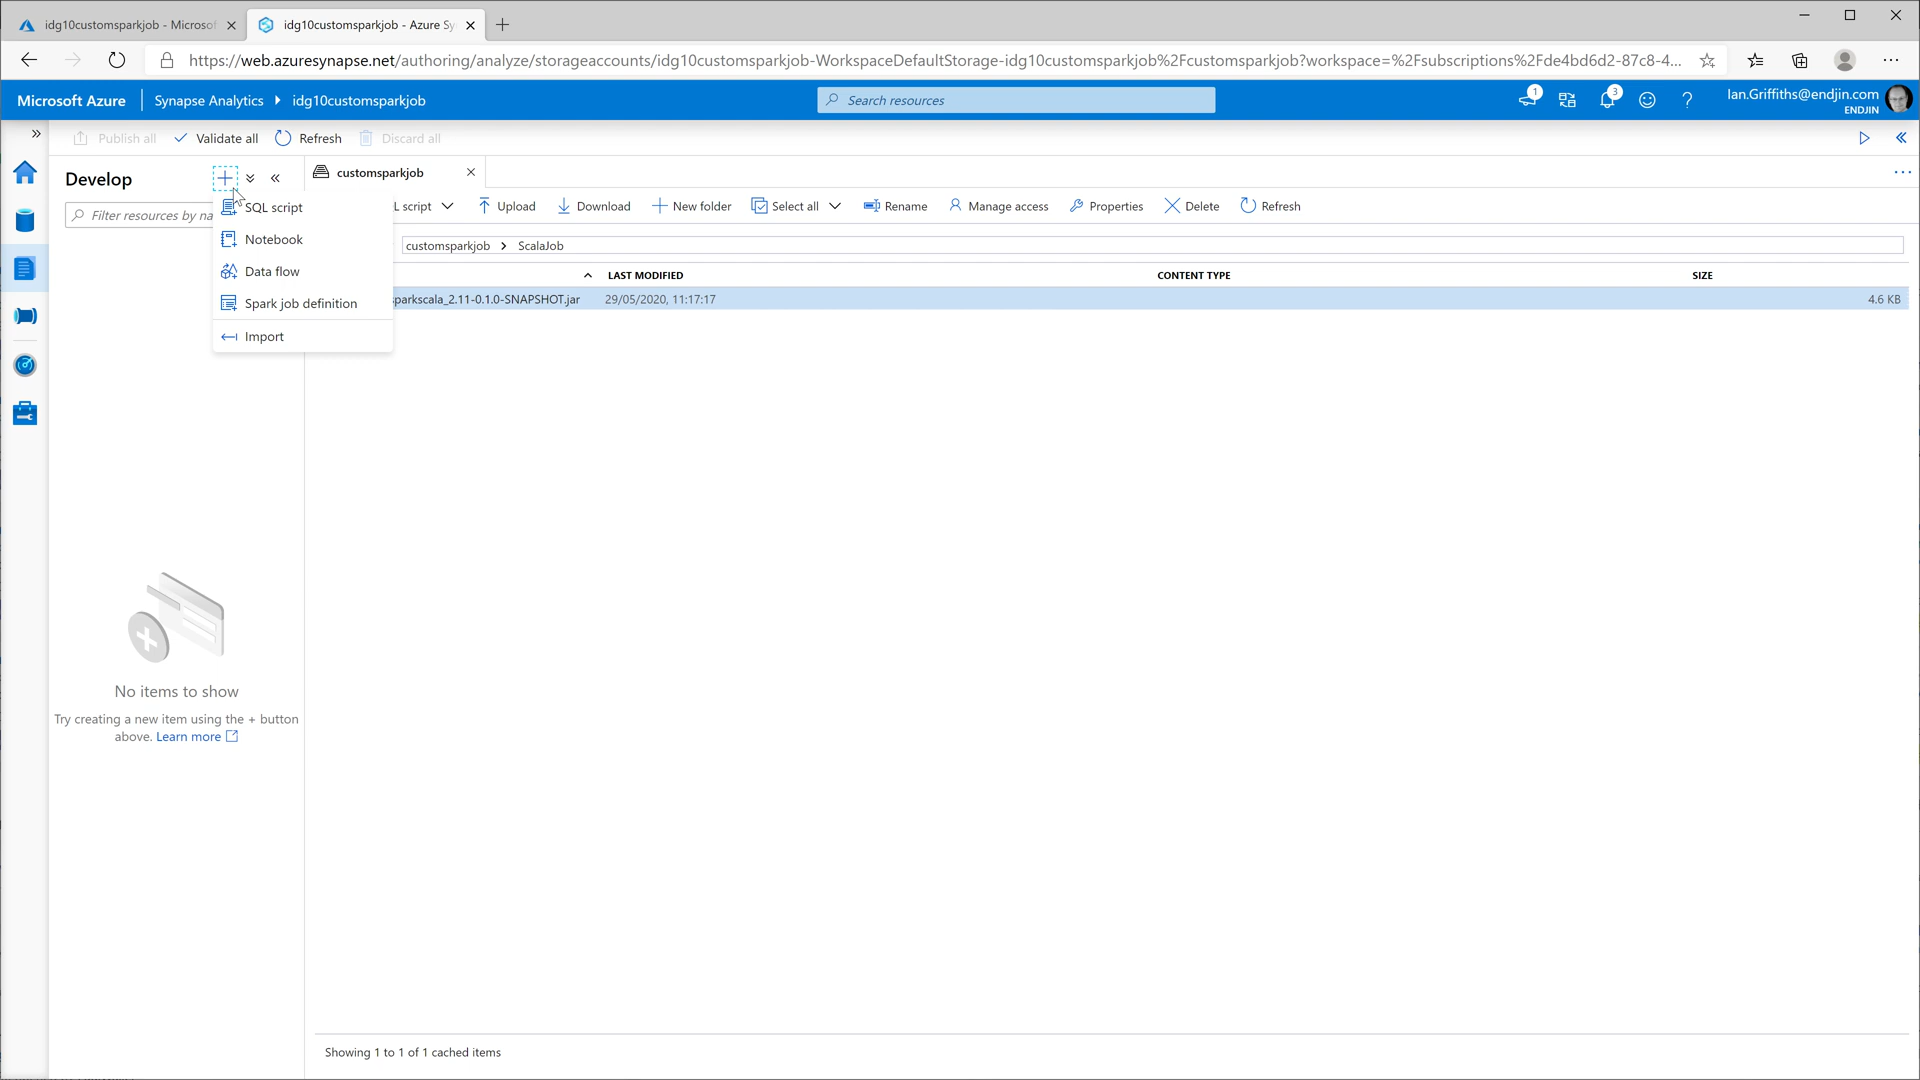 idg10customsparkjob - Microsof
idg10customsparkjob - Azure Sy
https://web.azuresynapse.net/authoring/analyze/storageaccounts/idg10customsparkjob-WorkspaceDefaultStorage-idg10customsparkjob%2Fcustomsparkjob?workspace=%2Fsubscriptions%2Fde4bd6d2-87c8-4...
Microsoft Azure
Synapse Analytics
idg10customsparkjob
Search resources
1
3
?
Ian.Griffiths@endjin.com
ENDJIN
Publish all
Validate all
Refresh
Discard all
Develop
customsparkjob
Filter resources by na
SQL script
Notebook
Data flow
Spark job definition
Import
L script
Upload
Download
New folder
Select all
Rename
Manage access
Properties
Delete
Refresh
customsparkjob > ScalaJob
LAST MODIFIED
CONTENT TYPE
SIZE
sparkscala_2.11-0.1.0-SNAPSHOT.jar
29/05/2020, 11:17:17
4.6 KB
No items to show
Try creating a new item using the + button
above. Learn more
Showing 1 to 1 of 1 cached items